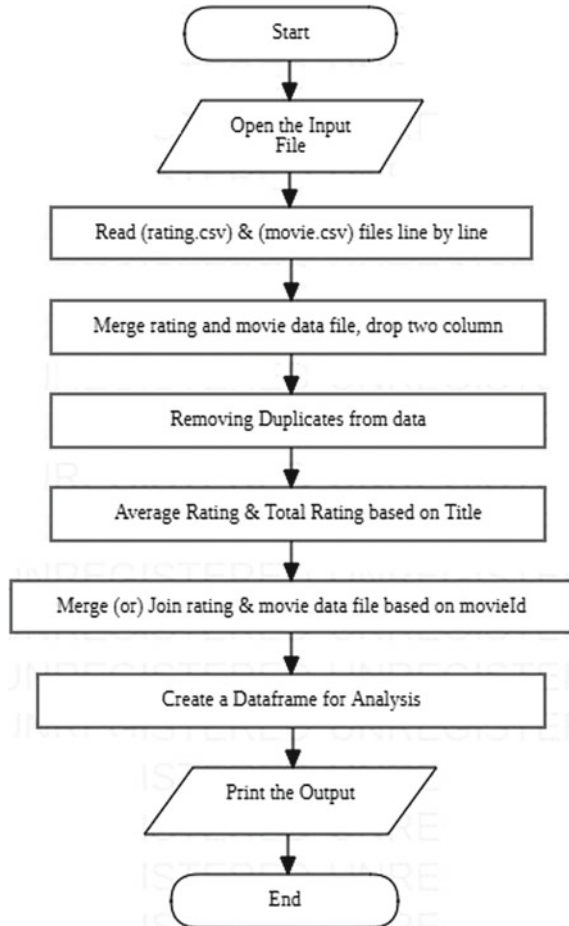 Start
Open the Input
File
Read (rating.csv) & (movie.csv) files line by line
Merge rating and movie data file, drop two column
Removing Duplicates from data
Average Rating & Total Rating based on Title
Merge (or) Join rating & movie data file based on movieId
Create a Dataframe for Analysis
Print the Output
End